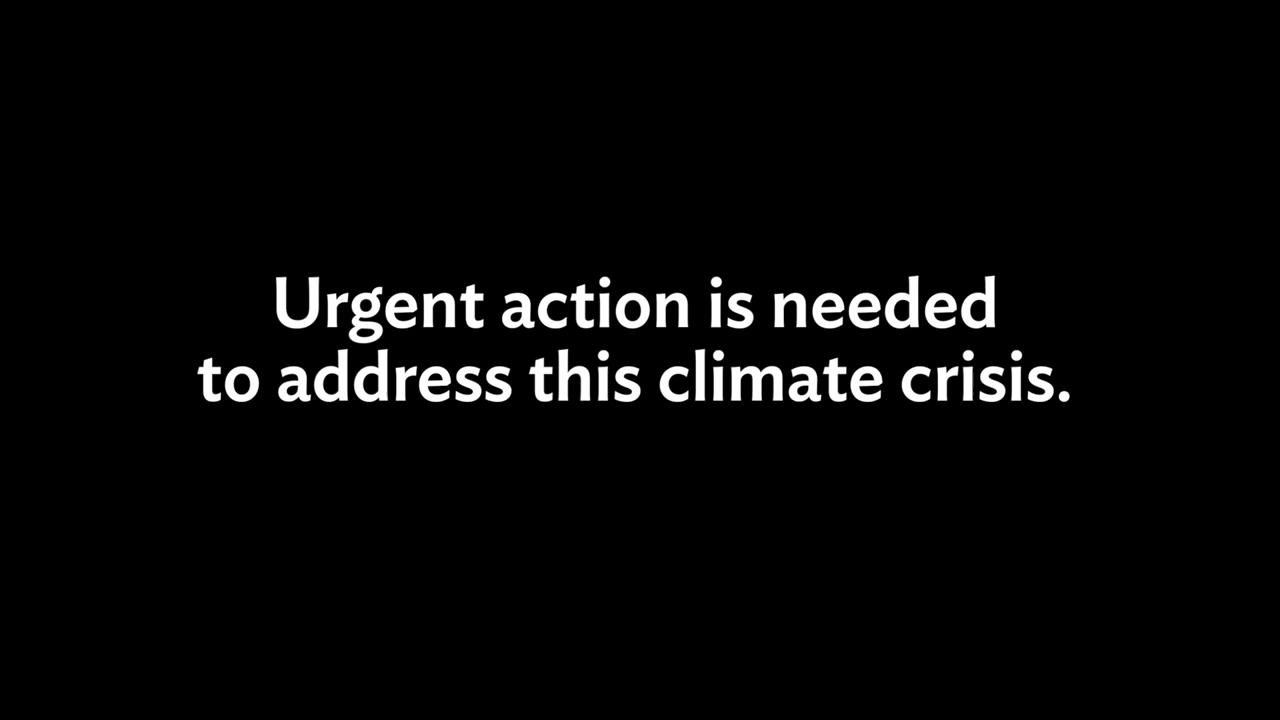 Urgent action is needed
to address this climate crisis.